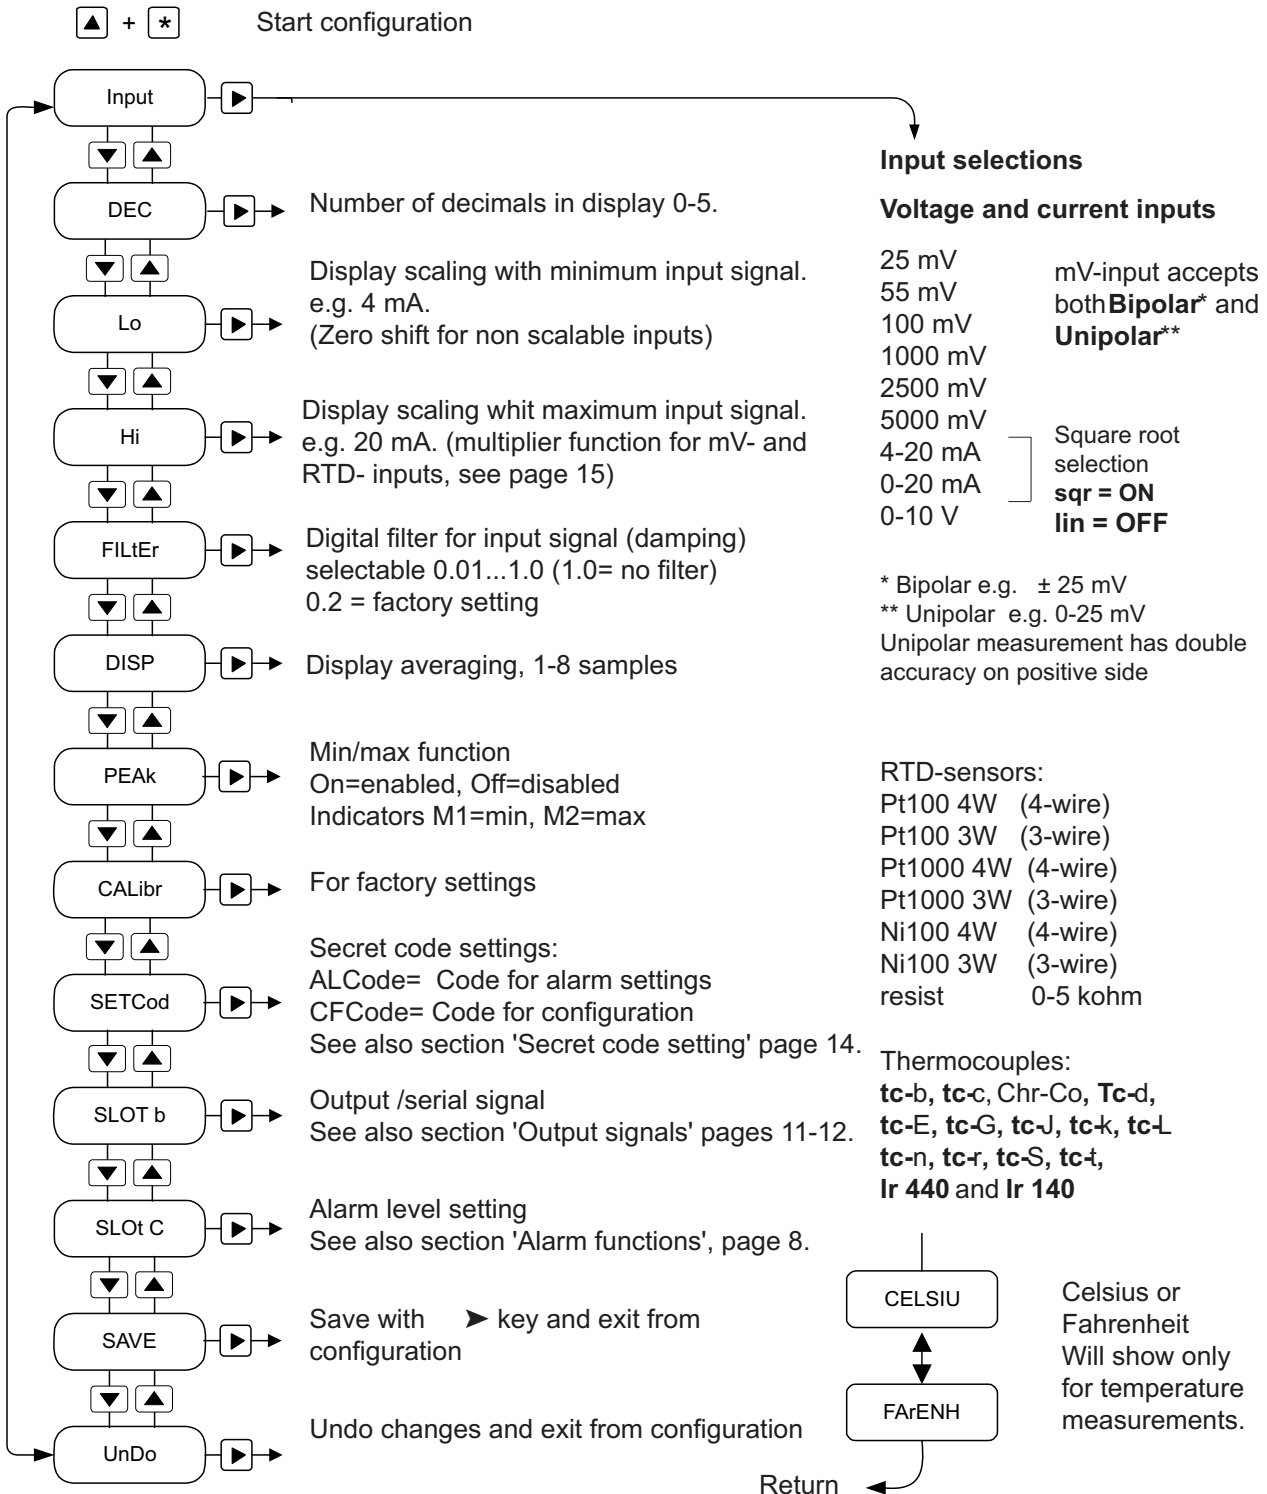 + * Start configuration
Input
DEC
Number of decimals in display 0-5.
Lo
Display scaling with minimum input signal.
e.g. 4 mA.
(Zero shift for non scalable inputs)
Hi
Display scaling whit maximum input signal.
e.g. 20 mA. (multiplier function for mV- and
RTD- inputs, see page 15)
FILtEr
Digital filter for input signal (damping)
selectable 0.01...1.0 (1.0= no filter)
0.2 = factory setting
DISP
Display averaging, 1-8 samples
PEAk
Min/max function
On=enabled, Off=disabled
Indicators M1=min, M2=max
CALibr
For factory settings
SETCod
Secret code settings:
ALCode= Code for alarm settings
CFCode= Code for configuration
See also section 'Secret code setting' page 14.
SLOT b
Output /serial signal
See also section 'Output signals' pages 11-12.
SLOt C
Alarm level setting
See also section 'Alarm functions', page 8.
SAVE
Save with ➤ key and exit from
configuration
UnDo
Undo changes and exit from configuration
Input selections
Voltage and current inputs
25 mV
55 mV
100 mV
1000 mV
2500 mV
5000 mV
4-20 mA
0-20 mA
0-10 V
mV-input accepts
both Bipolar* and
Unipolar**
Square root
selection
sqr = ON
lin = OFF
* Bipolar e.g. ± 25 mV
** Unipolar e.g. 0-25 mV
Unipolar measurement has double
accuracy on positive side
RTD-sensors:
Pt100 4W (4-wire)
Pt100 3W (3-wire)
Pt1000 4W (4-wire)
Pt1000 3W (3-wire)
Ni100 4W (4-wire)
Ni100 3W (3-wire)
resist 0-5 kohm
Thermocouples:
tc-b, tc-c, Chr-Co, Tc-d,
tc-E, tc-G, tc-J, tc-k, tc-L
tc-n, tc-r, tc-S, tc-t,
Ir 440 and Ir 140
CELSIU
FArENH
Celsius or
Fahrenheit
Will show only
for temperature
measurements.
Return